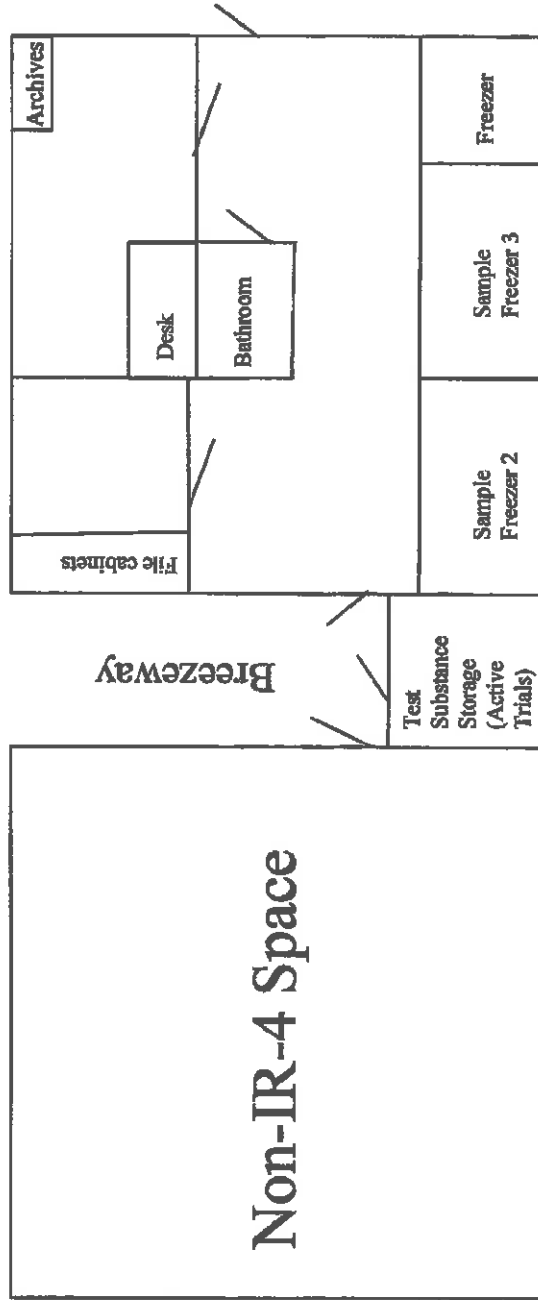 Archives
Desk
Bathroom
Freezer
Sample
Freezer 3
Sample
Freezer 2
File cabinets
Breezeway
Test
Substance
Storage
(Active
Trials)
Non-IR-4 Space